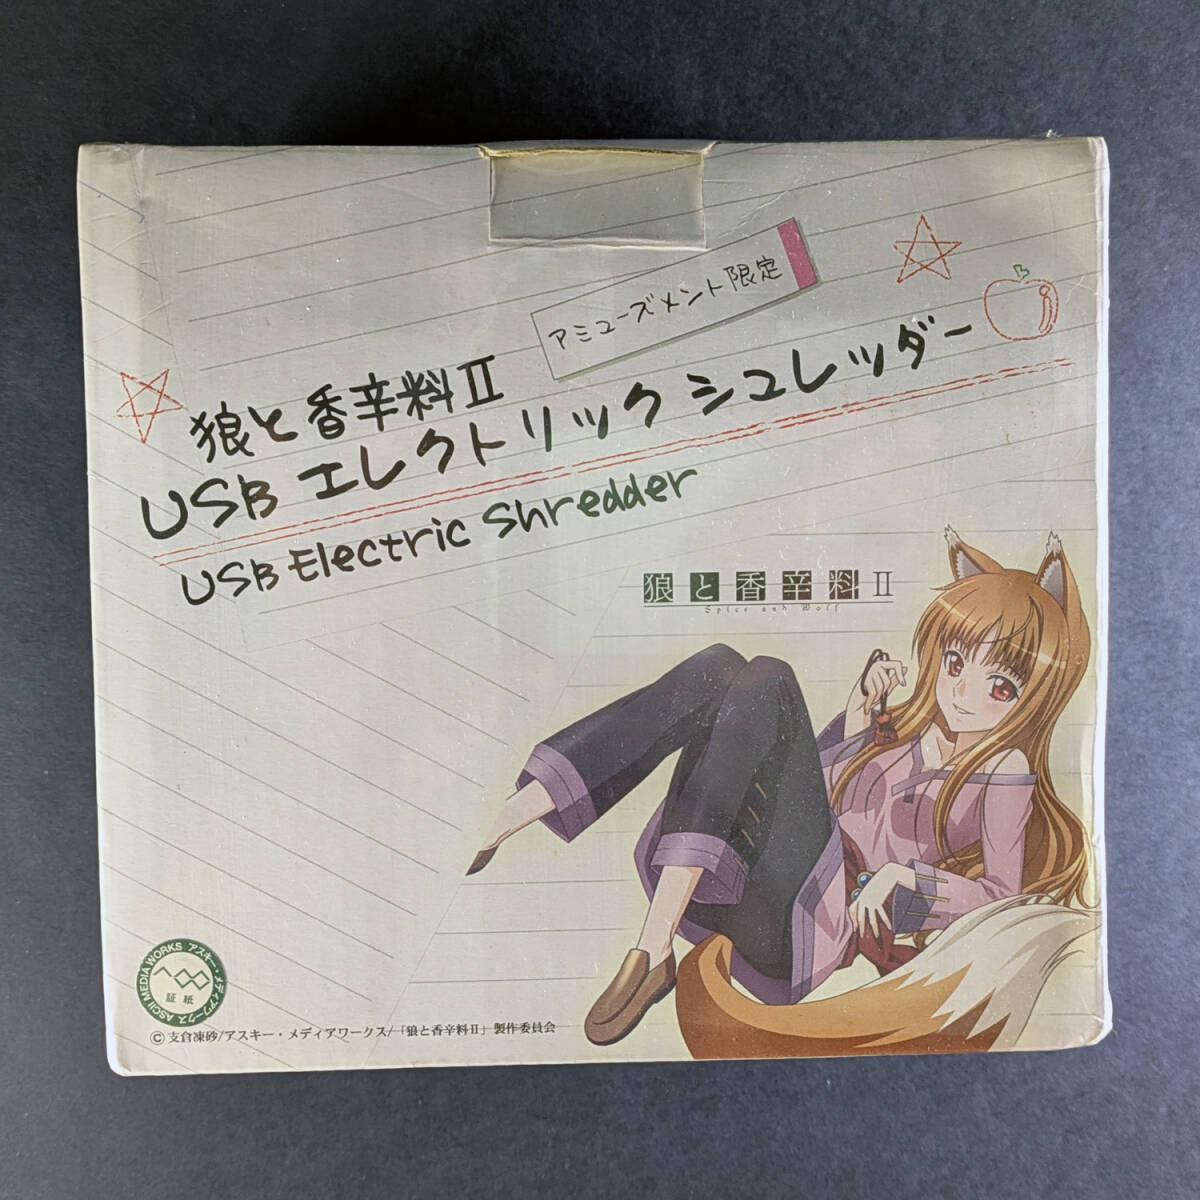 アミューズメント限定
狼と香辛料II
USB エレクトリック シュレッダー
USB Electric Shredder
狼と香辛料II
Spice and Wolf
アスキー・メディアワークス ASCII MEDIA WORKS
証紙
©支倉凍砂/アスキー・メディアワークス/「狼と香辛料II」製作委員会